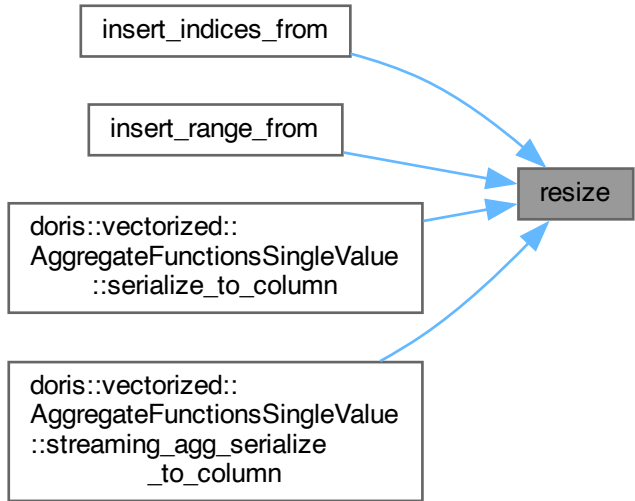 insert_indices_from
insert_range_from
resize
doris::vectorized::
AggregateFunctionsSingleValue
::serialize_to_column
doris::vectorized::
AggregateFunctionsSingleValue
::streaming_agg_serialize
_to_column